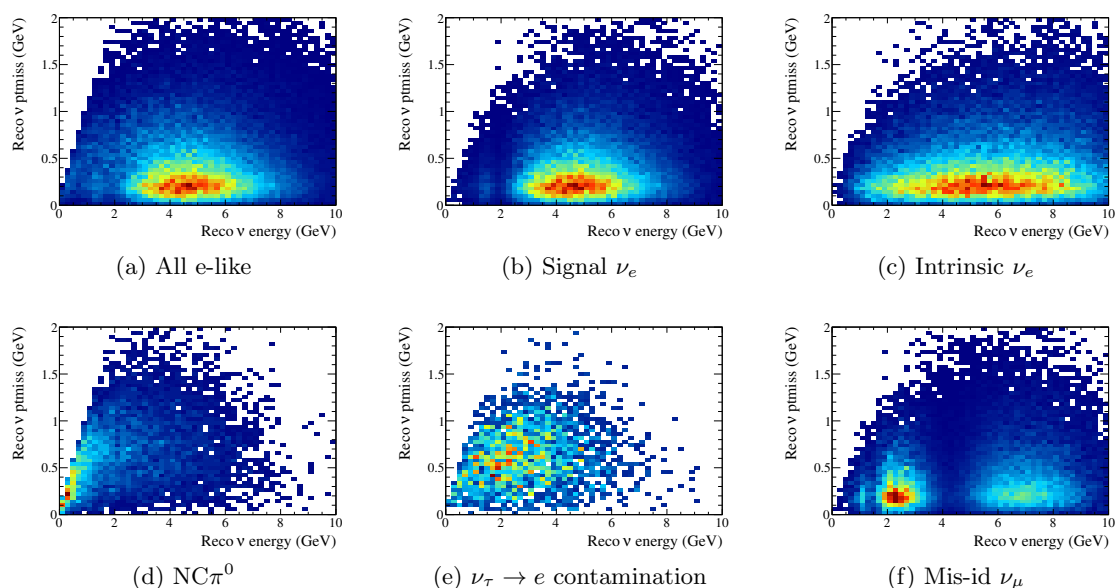 Reco ν ptmiss (GeV)
2
1.5
1
0.5
0
0 2 4 6 8 10
Reco ν energy (GeV)
(a) All e-like
Reco ν ptmiss (GeV)
2
1.5
1
0.5
0
0 2 4 6 8 10
Reco ν energy (GeV)
(b) Signal νₑ
Reco ν ptmiss (GeV)
2
1.5
1
0.5
0
0 2 4 6 8 10
Reco ν energy (GeV)
(c) Intrinsic νₑ
Reco ν ptmiss (GeV)
2
1.5
1
0.5
0
0 2 4 6 8 10
Reco ν energy (GeV)
(d) NCπ⁰
Reco ν ptmiss (GeV)
2
1.5
1
0.5
0
0 2 4 6 8 10
Reco ν energy (GeV)
(e) ν_τ → e contamination
Reco ν ptmiss (GeV)
2
1.5
1
0.5
0
0 2 4 6 8 10
Reco ν energy (GeV)
(f) Mis-id ν_μ